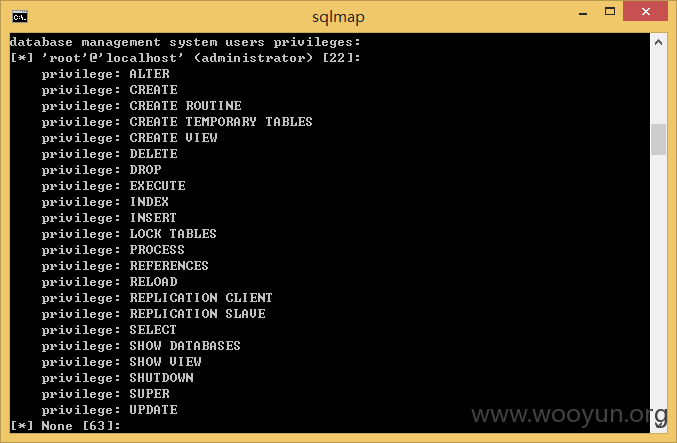 sqlmap
database management system users privileges:
[*] 'root'@'localhost' (administrator) [22]:
privilege: ALTER
privilege: CREATE
privilege: CREATE ROUTINE
privilege: CREATE TEMPORARY TABLES
privilege: CREATE VIEW
privilege: DELETE
privilege: DROP
privilege: EXECUTE
privilege: INDEX
privilege: INSERT
privilege: LOCK TABLES
privilege: PROCESS
privilege: REFERENCES
privilege: RELOAD
privilege: REPLICATION CLIENT
privilege: REPLICATION SLAVE
privilege: SELECT
privilege: SHOW DATABASES
privilege: SHOW VIEW
privilege: SHUTDOWN
privilege: SUPER
privilege: UPDATE
[*] None [63]:
www.wooyun.org